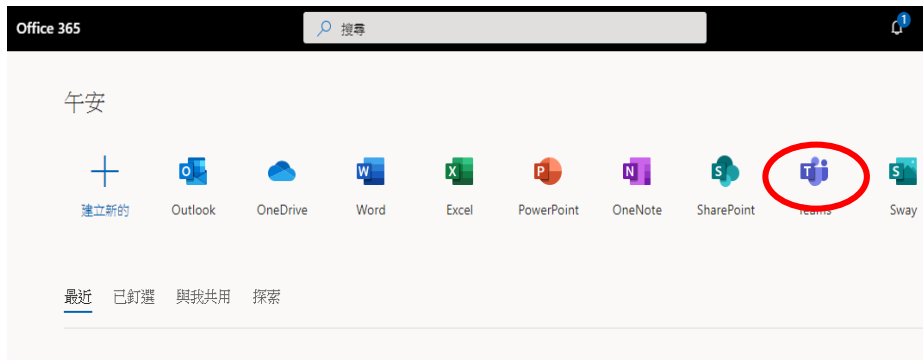 Office 365
搜尋
1
午安
建立新的 Outlook OneDrive Word Excel PowerPoint OneNote SharePoint Teams Sway
最近 已釘選 與我共用 探索